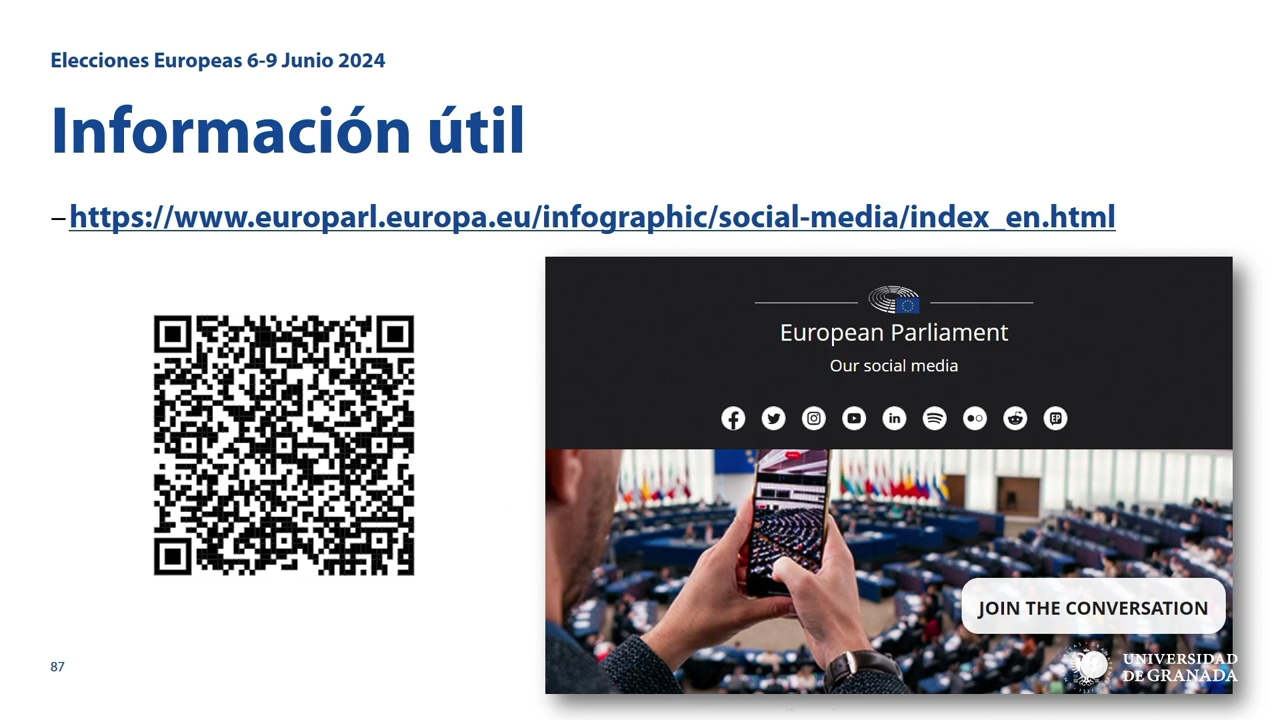 Elecciones Europeas 6-9 Junio 2024
Información útil
–https://www.europarl.europa.eu/infographic/social-media/index_en.html
European Parliament
Our social media
EP
JOIN THE CONVERSATION
UNIVERSIDAD
DE GRANADA
87